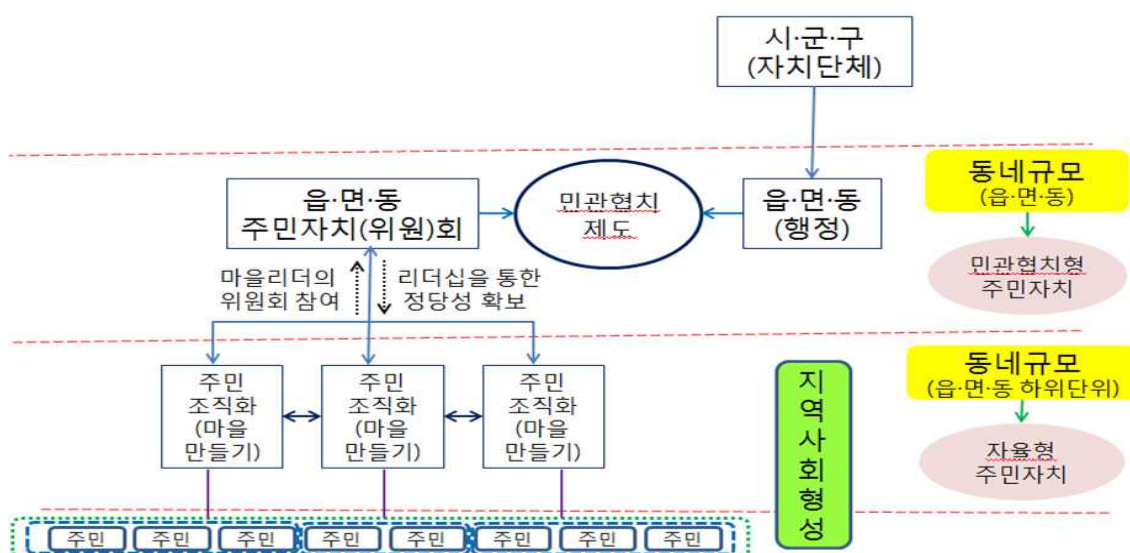 시·군·구
(자치단체)
읍·면·동
주민자치(위원)회
민관협치
제도
읍·면·동
(행정)
동네규모
(읍·면·동)
민관협치형
주민자치
마을리더의
위원회 참여
리더십을 통한
정당성 확보
주민
조직화
(마을
만들기)
주민
조직화
(마을
만들기)
주민
조직화
(마을
만들기)
지
역
사
회
형
성
동네규모
(읍·면·동 하위단위)
자율형
주민자치
주민
주민
주민
주민
주민
주민
주민
주민